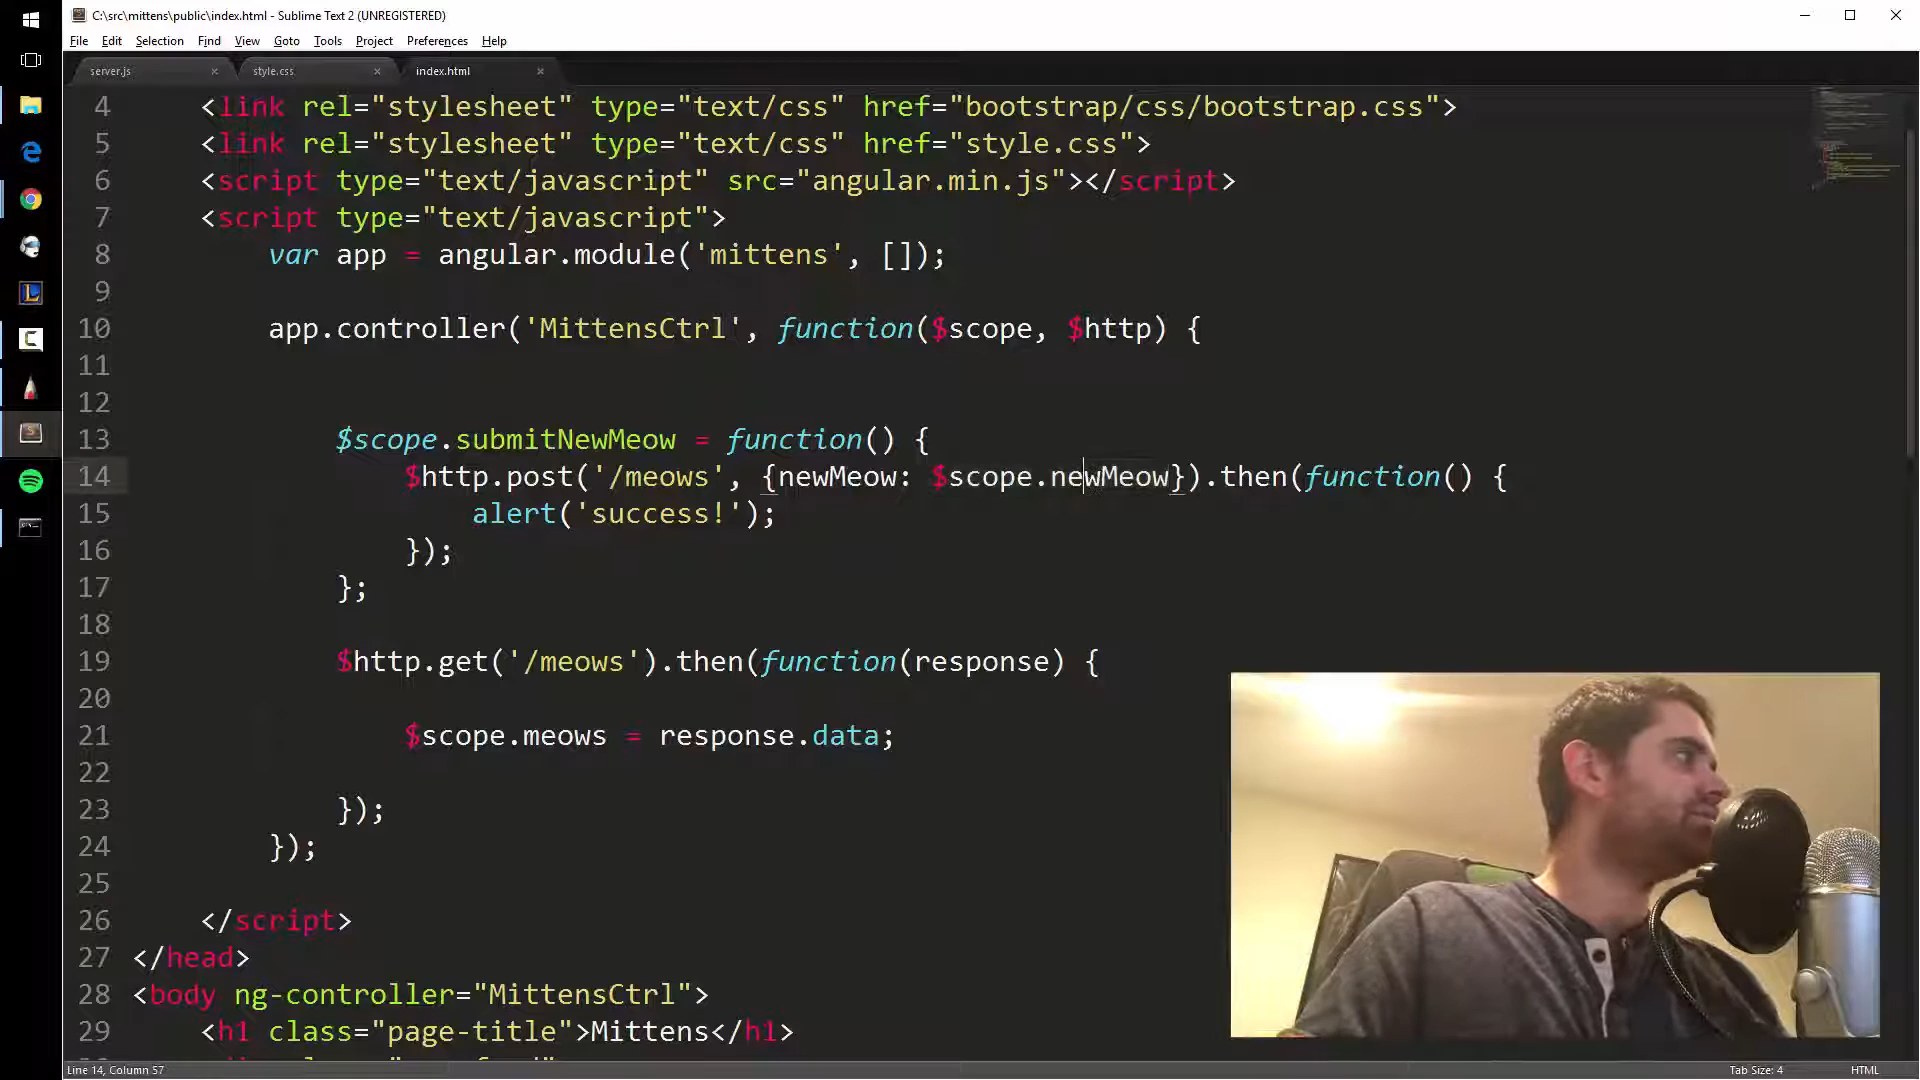 C:\src\mittens\public\index.html - Sublime Text 2 (UNREGISTERED)
File Edit Selection Find View Goto Tools Project Preferences Help
server.js style.css index.html
4 <link rel="stylesheet" type="text/css" href="bootstrap/css/bootstrap.css">
5 <link rel="stylesheet" type="text/css" href="style.css">
6 <script type="text/javascript" src="angular.min.js"></script>
7 <script type="text/javascript">
8 var app = angular.module('mittens', []);
9
10 app.controller('MittensCtrl', function($scope, $http) {
11
12
13 $scope.submitNewMeow = function() {
14 $http.post('/meows', {newMeow: $scope.newMeow}).then(function() {
15 alert('success!');
16 });
17 };
18
19 $http.get('/meows').then(function(response) {
20
21 $scope.meows = response.data;
22
23 });
24 });
25
26 </script>
27 </head>
28 <body ng-controller="MittensCtrl">
29 <h1 class="page-title">Mittens</h1>
Line 14, Column 57 Tab Size: 4 HTML